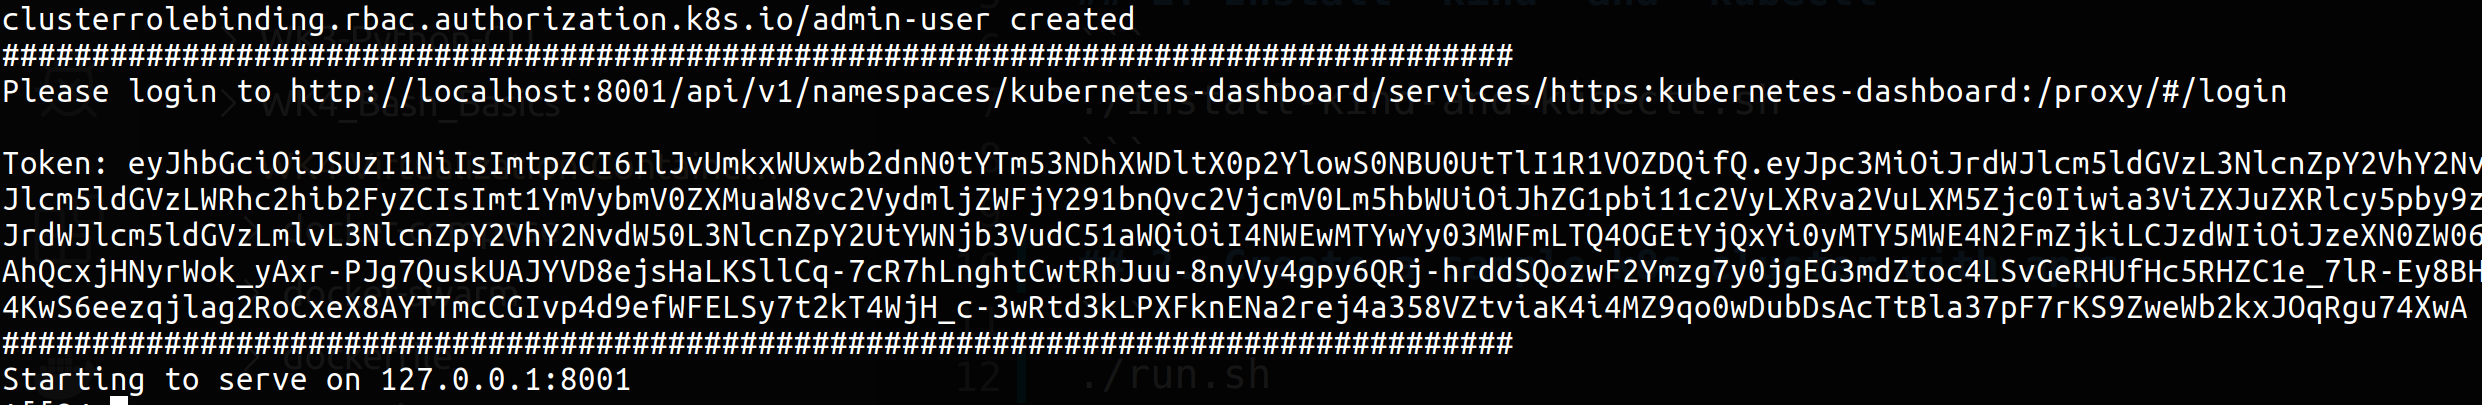 clusterrolebinding.rbac.authorization.k8s.io/admin-user created
####################################################################################
Please login to http://localhost:8001/api/v1/namespaces/kubernetes-dashboard/services/https:kubernetes-dashboard:/proxy/#/login
Token: eyJhbGciOiJSUzI1NiIsImtpZCI6IlJvUmkxWUxwb2dnN0tYTm53NDhXWDltX0p2YlowS0NBU0UtTlI1R1VOZDQifQ.eyJpc3MiOiJrdWJlcm5ldGVzL3NlcnZpY2VhY2Nv
Jlcm5ldGVzLWRhc2hib2FyZCIsImt1YmVybmV0ZXMuaW8vc2VydmljZWFjY291bnQvc2VjcmV0Lm5hbWUiOiJhZG1pbi11c2VyLXRva2VuLXM5Zjc0Iiwia3ViZXJuZXRlcy5pby9z
JrdWJlcm5ldGVzLmlvL3NlcnZpY2VhY2NvdW50L3NlcnZpY2UtYWNjb3VudC51aWQiOiI4NWEwMTYwYy03MWFmLTQ4OGEtYjQxYi0yMTY5MWE4N2FmZjkiLCJzdWIiOiJzeXN0ZW06
AhQcxjHNyrWok_yAxr-PJg7QuskUAJYVD8ejsHaLKSllCq-7cR7hLnghtCwtRhJuu-8nyVy4gpy6QRj-hrddSQozwF2Ymzg7y0jgEG3mdZtoc4LSvGeRHUfHc5RHZC1e_7lR-Ey8BH
4KwS6eezqjlag2RoCxeX8AYTTmcCGIvp4d9efWFELSy7t2kT4WjH_c-3wRtd3kLPXFknENa2rej4a358VZtviaK4i4MZ9qo0wDubDsAcTtBla37pF7rKS9ZweWb2kxJOqRgu74XwA
####################################################################################
Starting to serve on 127.0.0.1:8001